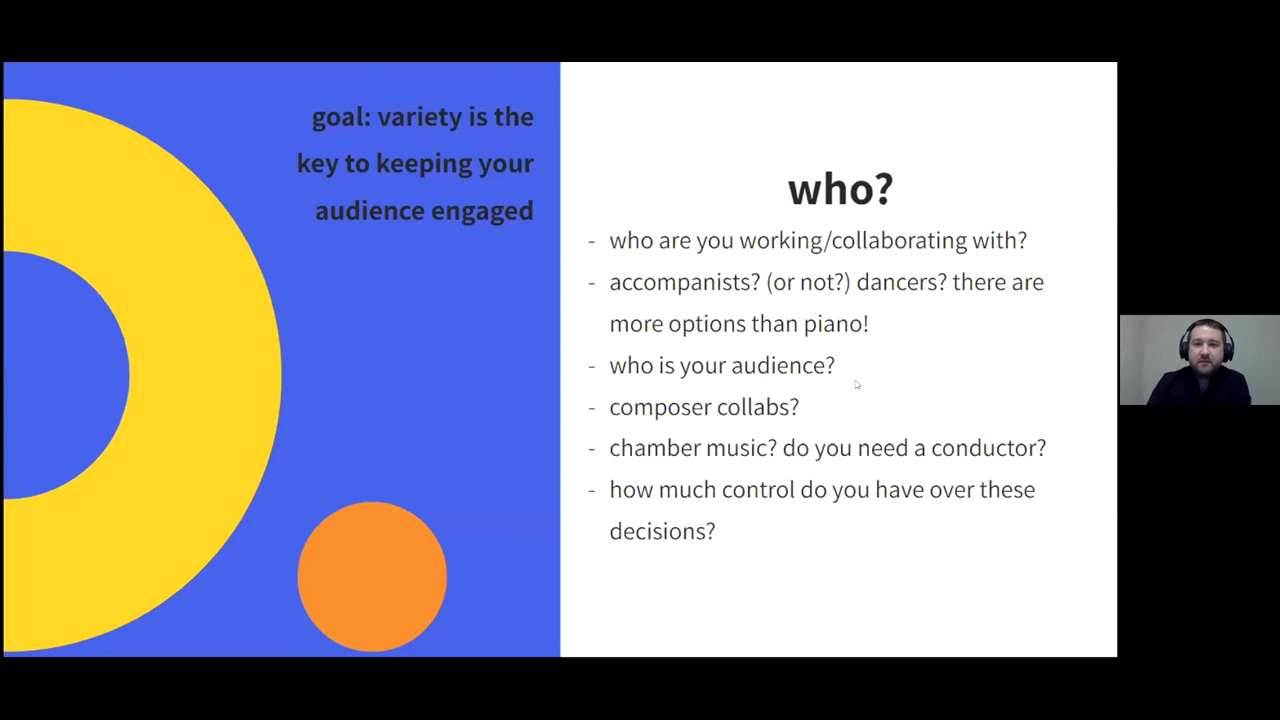 goal: variety is the
key to keeping your
audience engaged
who?
- who are you working/collaborating with?
- accompanists? (or not?) dancers? there are
more options than piano!
- who is your audience?
- composer collabs?
- chamber music? do you need a conductor?
- how much control do you have over these
decisions?